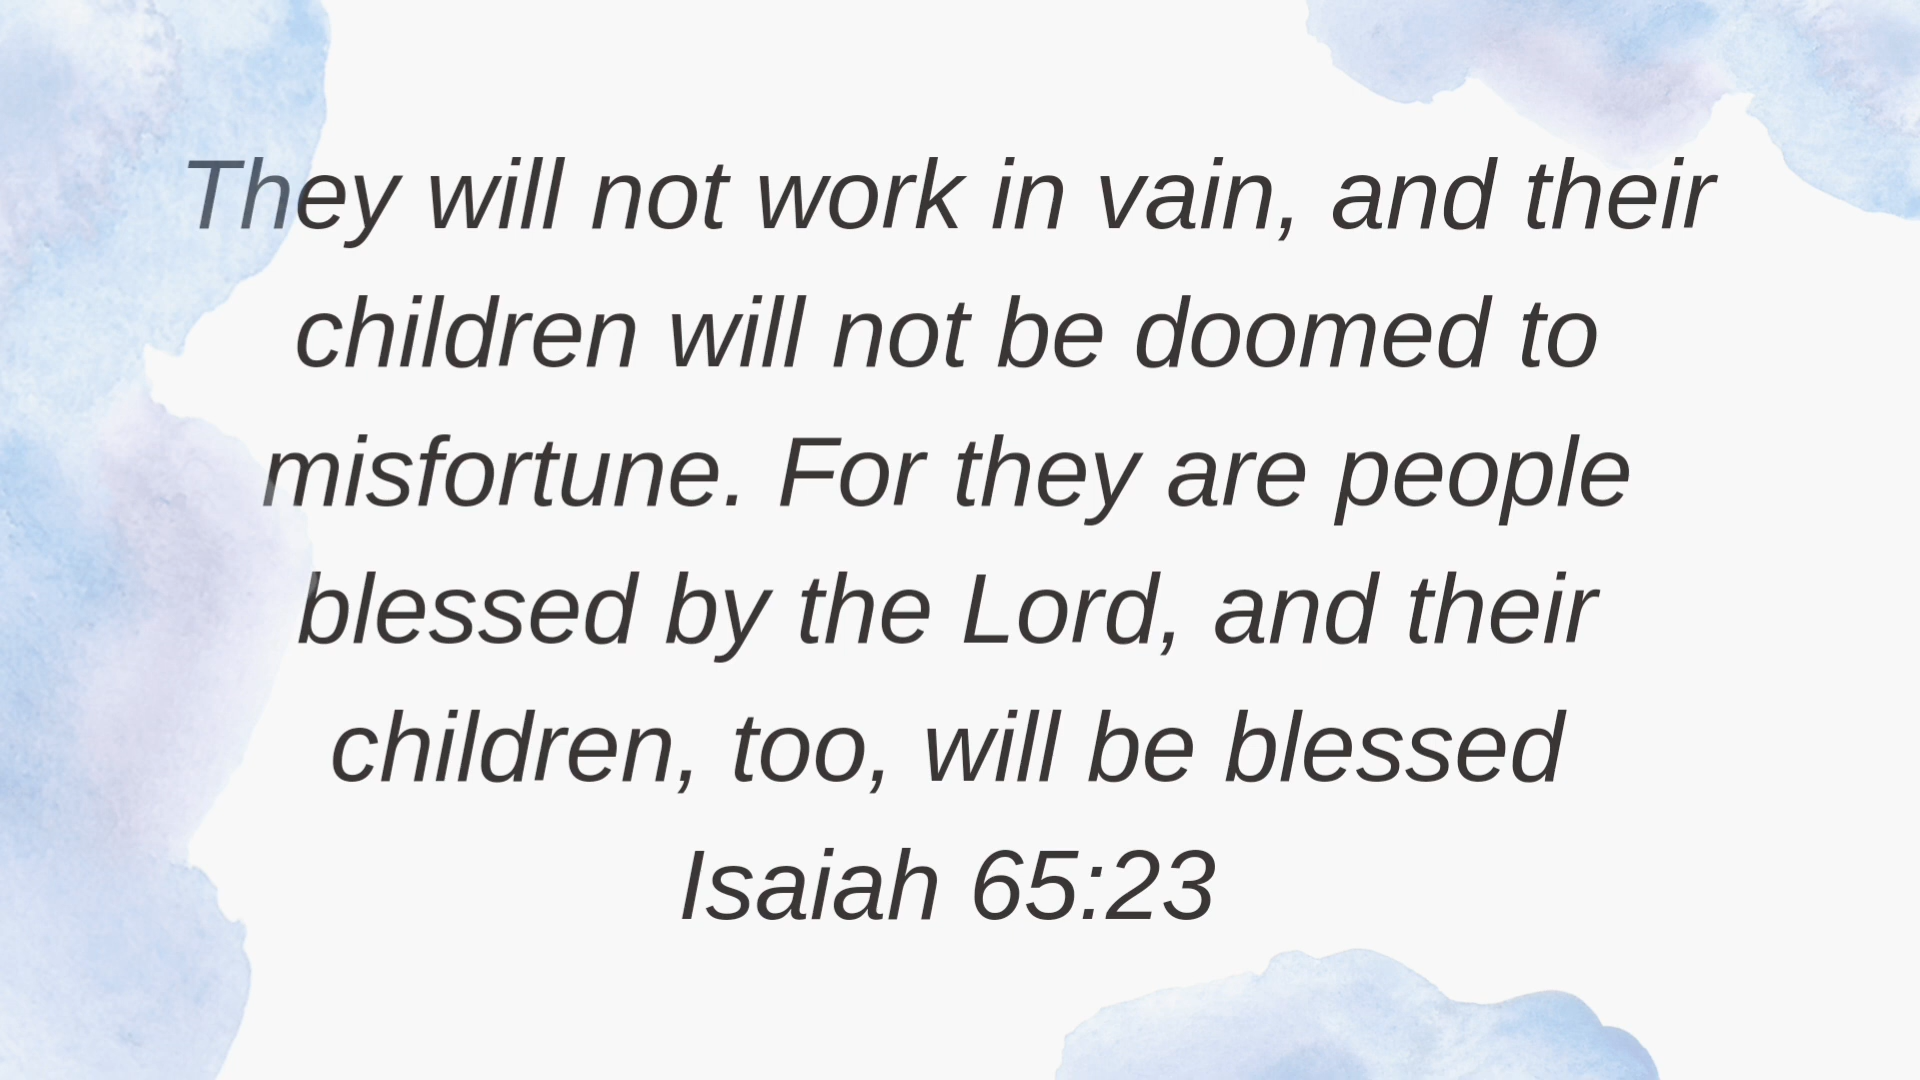 They will not work in vain, and their
children will not be doomed to
misfortune. For they are people
blessed by the Lord, and their
children, too, will be blessed
Isaiah 65:23